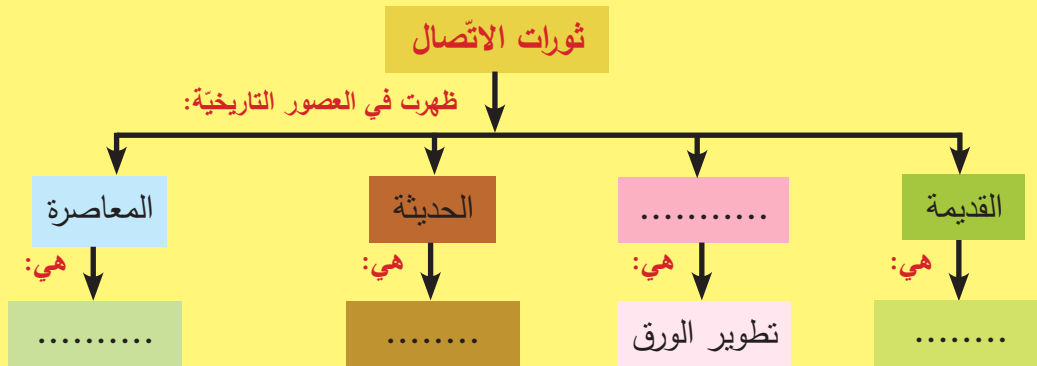 ثورات الاتّصال
ظهرت في العصور التاريخيّة:
القديمة
...........
الحديثة
المعاصرة
هي:
هي:
هي:
هي:
........
تطوير الورق
........
..........